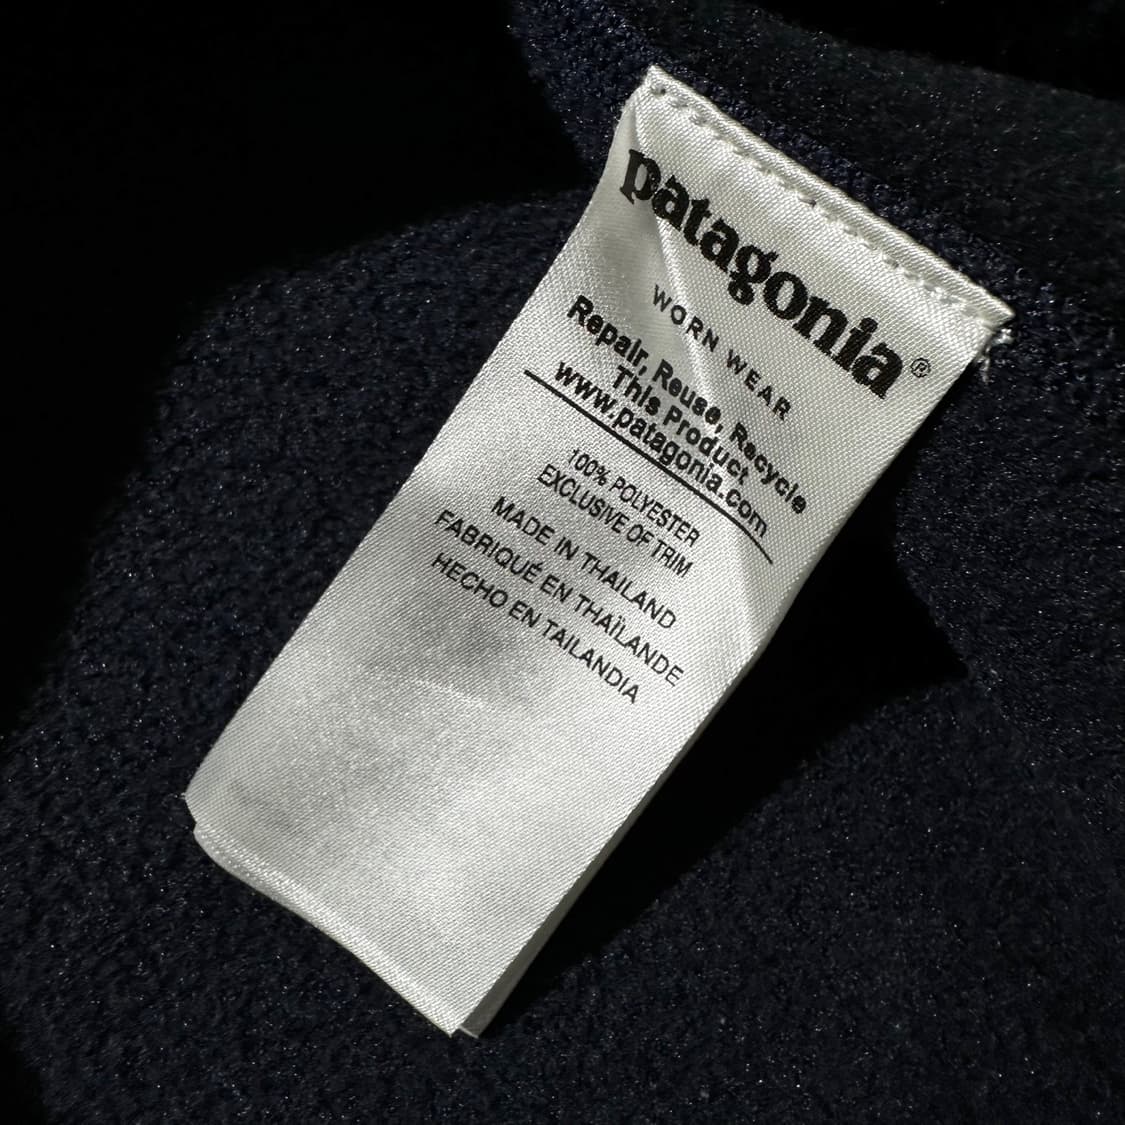 patagonia®
WORN WEAR
Repair, Reuse, Recycle
This Product
www.patagonia.com
100% POLYESTER
EXCLUSIVE OF TRIM
MADE IN THAILAND
FABRIQUÉ EN THAÏLANDE
HECHO EN TAILANDIA